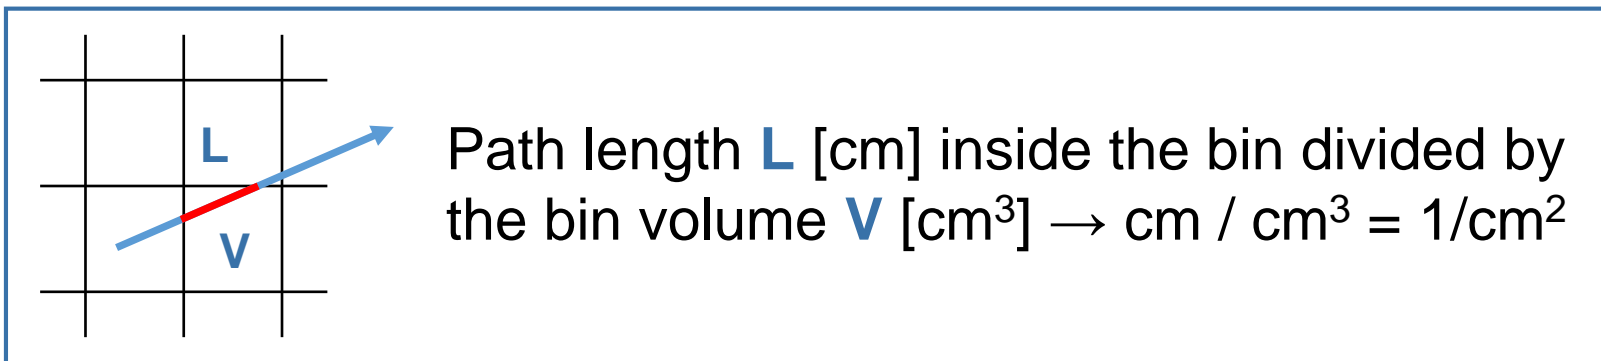 L
V
Path length L [cm] inside the bin divided by
the bin volume V [cm³] → cm / cm³ = 1/cm²